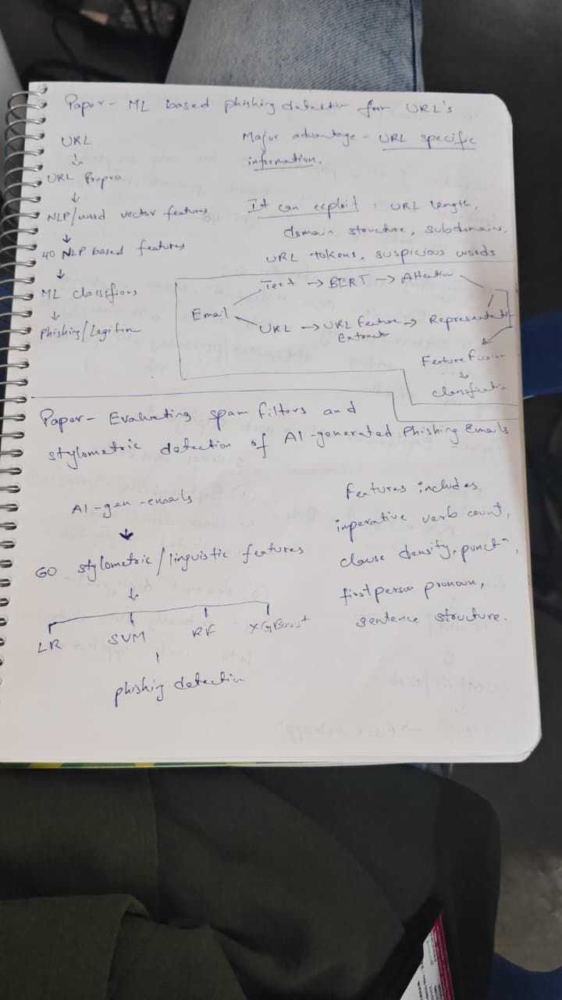 Paper - ML based phishing detection from URL's
URL
↓
URL Prepro
↓
NLP/word vector features
↓
40 NLP based features
↓
ML classifiers
↓
Phishing/Legitim
Major advantage - URL specific
information.
It can exploit : URL length,
domain structure, subdomains,
URL tokens, suspicious words
Email
Text → BERT → Attention
URL → URL Feature → Representati
Extractor
Feature Fusion
↓
classificati
Paper - Evaluating spam filters and
stylometric detection of AI-generated Phishing Emails
AI-gen-emails
↓
60 stylometric/linguistic features
↓
LR SVM RF XGBoost
phishing detection
Features includes
imperative verb count,
clause density, punctn,
first person pronoun,
sentence structure.